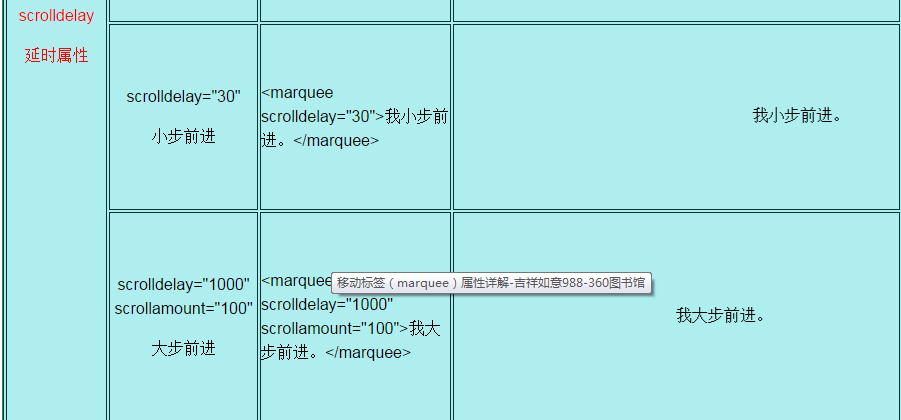 scrolldelay
延时属性
scrolldelay="30"
小步前进
<marquee
scrolldelay="30">我小步前
进。</marquee>
我小步前进。
scrolldelay="1000"
scrollamount="100"
大步前进
<marquee
scrolldelay="1000"
scrollamount="100">我大
步前进。</marquee>
移动标签（marquee）属性详解-吉祥如意988-360图书馆
我大步前进。